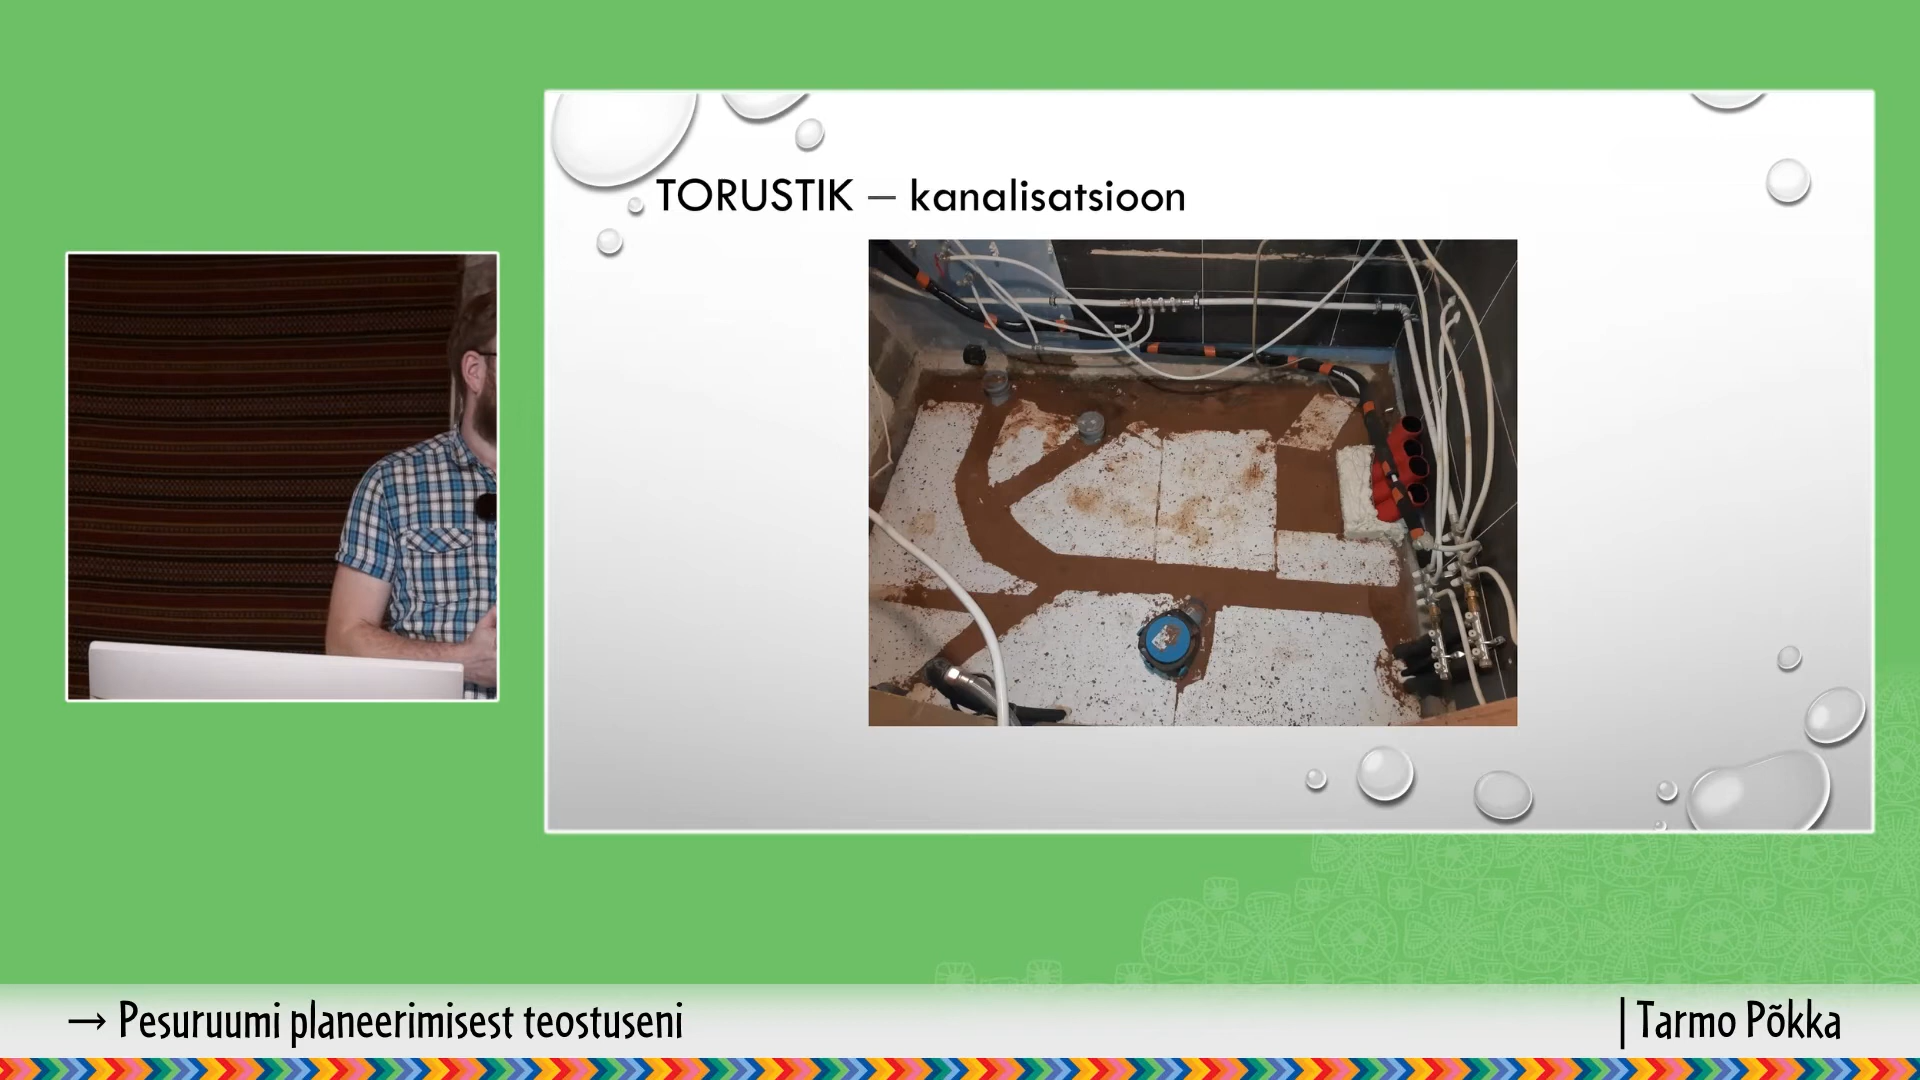 TORUSTIK – kanalisatsioon
→ Pesuruumi planeerimisest teostuseni
| Tarmo Põkka